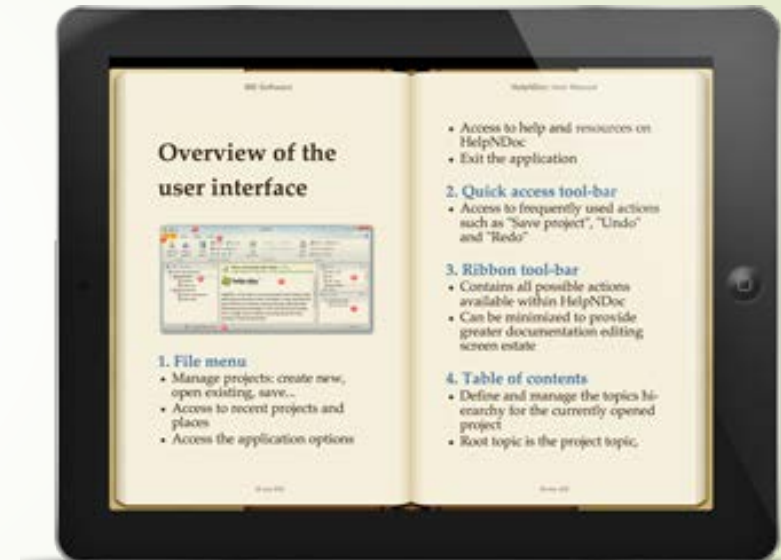 IBE Software
Overview of the
user interface
1. File menu
• Manage projects: create new,
open existing, save...
• Access to recent projects and
places
• Access the application options
HelpNDoc User Manual
• Access to help and resources on
HelpNDoc
• Exit the application
2. Quick access tool-bar
• Access to frequently used actions
such as "Save project", "Undo"
and "Redo"
3. Ribbon tool-bar
• Contains all possible actions
available within HelpNDoc
• Can be minimized to provide
greater documentation editing
screen estate
4. Table of contents
• Define and manage the topics hi-
erarchy for the currently opened
project
• Root topic is the project topic,